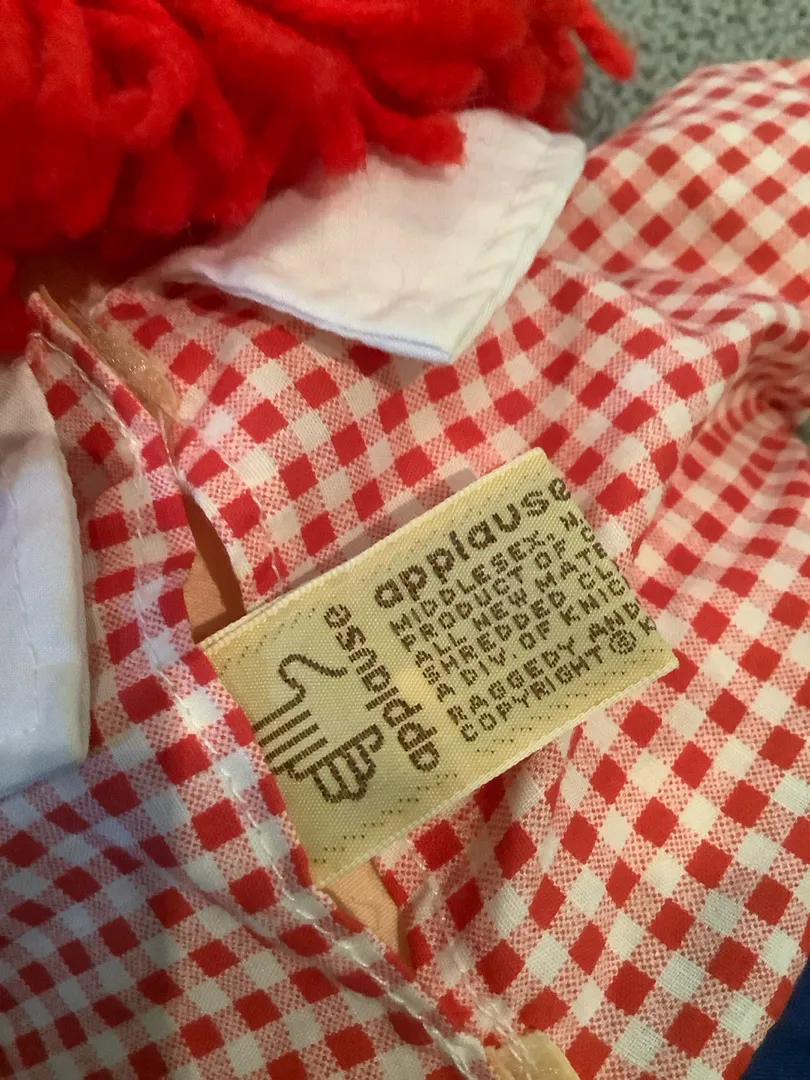 applause
applause
MIDDLESEX, N.
PRODUCT OF
ALL NEW MATE
SHREDDED CL
A DIV. OF KNIC
RAGGEDY AND
COPYRIGHT